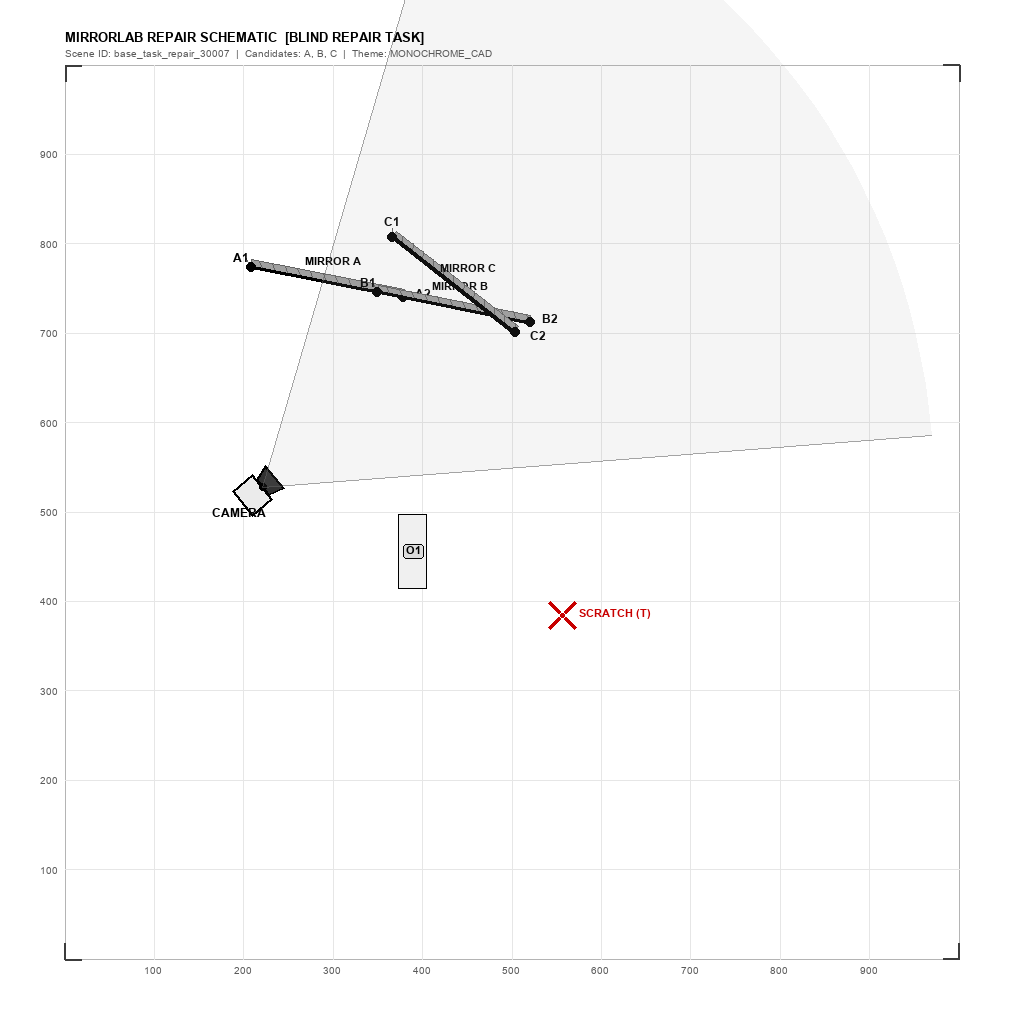 MIRRORLAB REPAIR SCHEMATIC [BLIND REPAIR TASK]
Scene ID: base_task_repair_30007 | Candidates: A, B, C | Theme: MONOCHROME_CAD
900
800
700
600
500
400
300
200
100
C1
A1
MIRROR A
MIRROR C
B1
MIRROR B
A2
B2
C2
CAMERA
O1
SCRATCH (T)
100
200
300
400
500
600
700
800
900